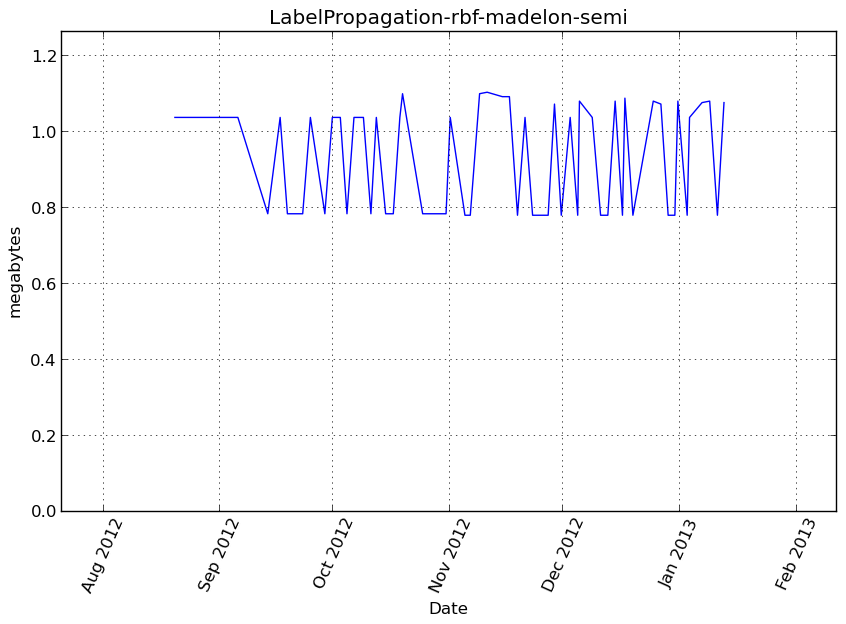 LabelPropagation-rbf-madelon-semi
1.2
1.0
0.8
0.6
0.4
0.2
0.0
megabytes
Aug 2012
Sep 2012
Oct 2012
Nov 2012
Dec 2012
Jan 2013
Feb 2013
Date